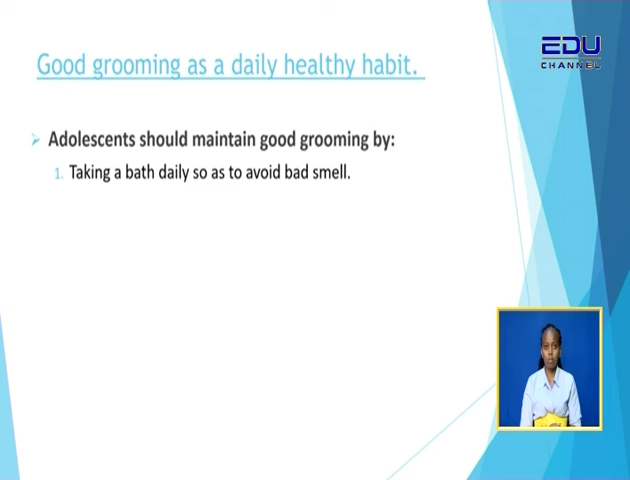 EDU
CHANNEL
Good grooming as a daily healthy habit.
Adolescents should maintain good grooming by:
1. Taking a bath daily so as to avoid bad smell.